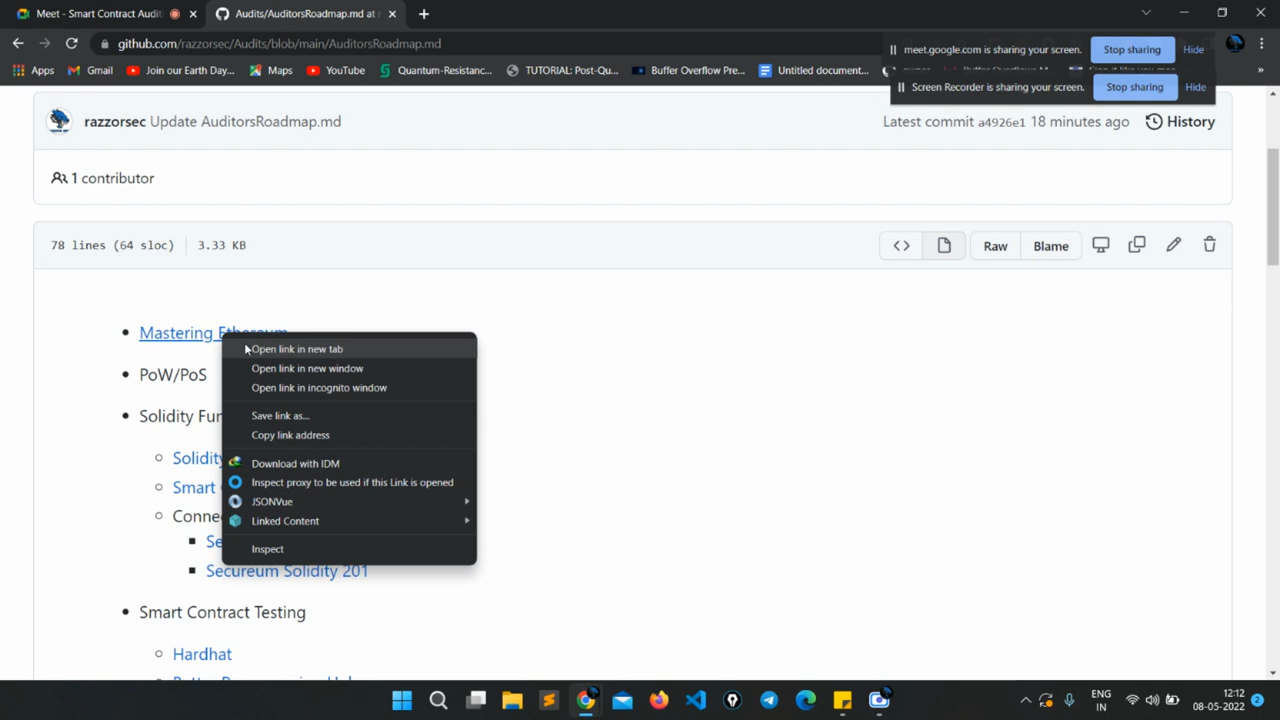 Meet - Smart Contract Audit
Audits/AuditorsRoadmap.md at
github.com/razzorsec/Audits/blob/main/AuditorsRoadmap.md
meet.google.com is sharing your screen.
Stop sharing
Hide
Apps
Gmail
Join our Earth Day...
Maps
YouTube
TUTORIAL: Post-Qu...
Buffer Overflow Pre...
Untitled document...
»
Screen Recorder is sharing your screen.
Stop sharing
Hide
razzorsec Update AuditorsRoadmap.md
Latest commit a4926e1 18 minutes ago
History
1 contributor
78 lines (64 sloc)
3.33 KB
Raw
Blame
Mastering Ethereum
Open link in new tab
Open link in new window
Open link in incognito window
Save link as...
Copy link address
Download with IDM
Inspect proxy to be used if this Link is opened
JSONVue
Linked Content
Inspect
PoW/PoS
Solidity Fun
Solidity
Smart
Conne
Se
Secureum Solidity 201
Smart Contract Testing
Hardhat
ENG
IN
12:12
08-05-2022
2